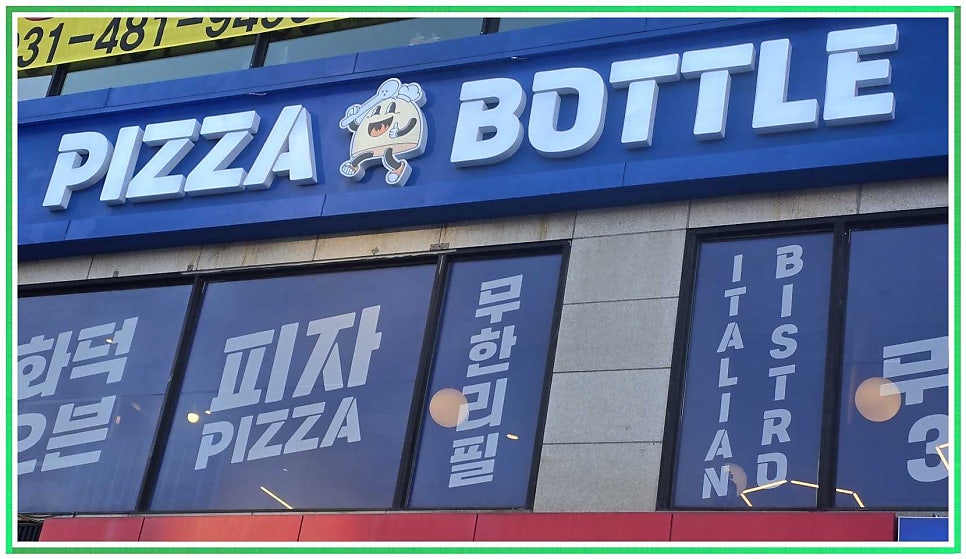 31-481-94
PIZZA BOTTLE
화덕
오븐
피자
PIZZA
무한리필
ITALIAN
BISTRO
무
3